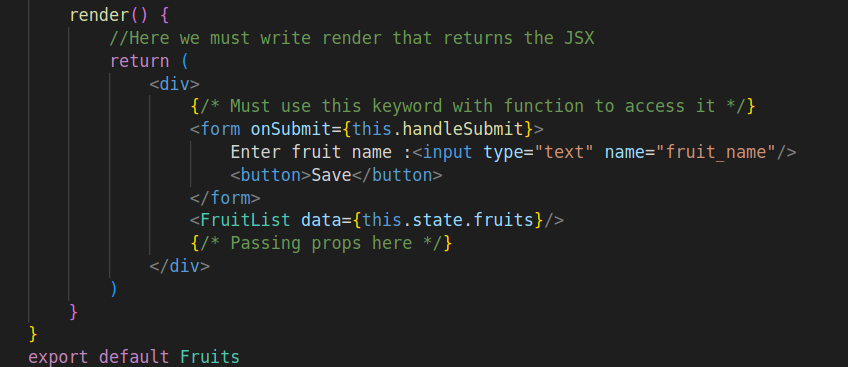 render() {
//Here we must write render that returns the JSX
return (
<div>
{/* Must use this keyword with function to access it */}
<form onSubmit={this.handleSubmit}>
Enter fruit name :<input type="text" name="fruit_name"/>
<button>Save</button>
</form>
<FruitList data={this.state.fruits}/>
{/* Passing props here */}
</div>
)
}
}
export default Fruits